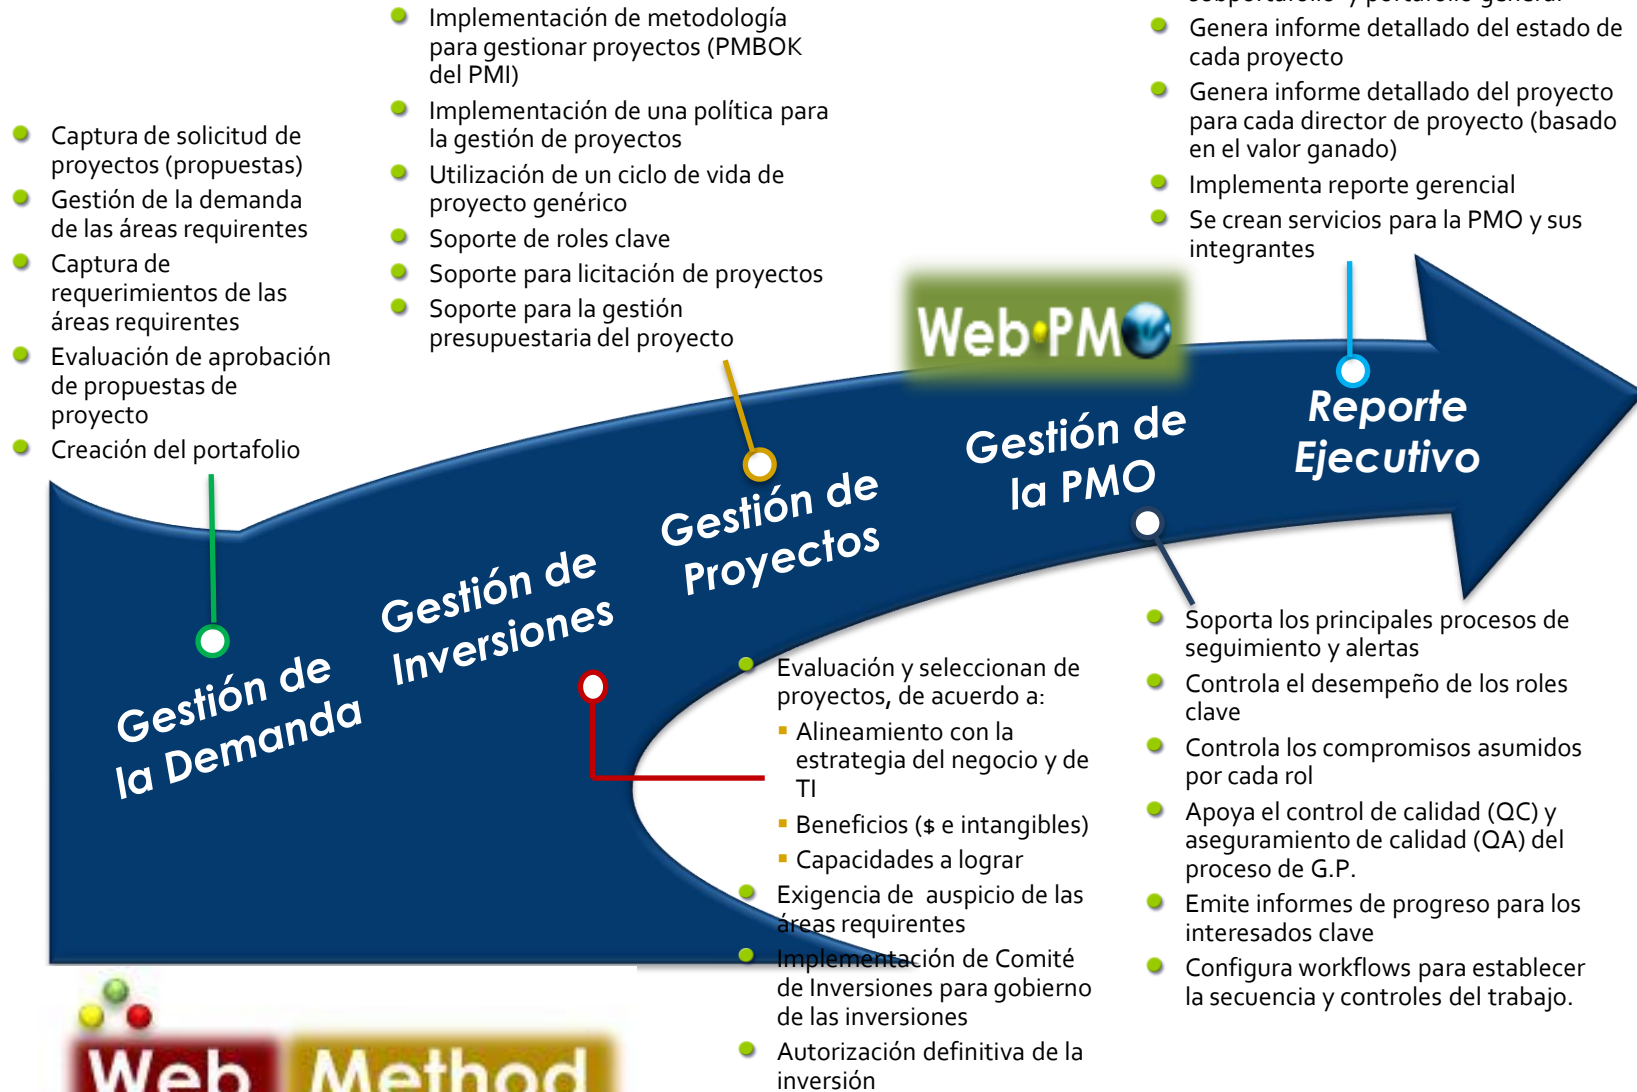 Captura de solicitud de
proyectos (propuestas)
Gestión de la demanda
de las áreas requirentes
Captura de
requerimientos de las
áreas requirentes
Evaluación de aprobación
de propuestas de
proyecto
Creación del portafolio
Implementación de metodología
para gestionar proyectos (PMBOK
del PMI)
Implementación de una política para
la gestión de proyectos
Utilización de un ciclo de vida de
proyecto genérico
Soporte de roles clave
Soporte para licitación de proyectos
Soporte para la gestión
presupuestaria del proyecto
subportafolio y portafolio general
Genera informe detallado del estado de
cada proyecto
Genera informe detallado del proyecto
para cada director de proyecto (basado
en el valor ganado)
Implementa reporte gerencial
Se crean servicios para la PMO y sus
integrantes
Web PMO
Gestión de
la Demanda
Gestión de
Inversiones
Gestión de
Proyectos
Gestión de
la PMO
Reporte
Ejecutivo
Evaluación y seleccionan de
proyectos, de acuerdo a:
Alineamiento con la
estrategia del negocio y de
TI
Beneficios ($ e intangibles)
Capacidades a lograr
Exigencia de auspicio de las
áreas requirentes
Implementación de Comité
de Inversiones para gobierno
de las inversiones
Autorización definitiva de la
inversión
Soporta los principales procesos de
seguimiento y alertas
Controla el desempeño de los roles
clave
Controla los compromisos asumidos
por cada rol
Apoya el control de calidad (QC) y
aseguramiento de calidad (QA) del
proceso de G.P.
Emite informes de progreso para los
interesados clave
Configura workflows para establecer
la secuencia y controles del trabajo.
Web Method